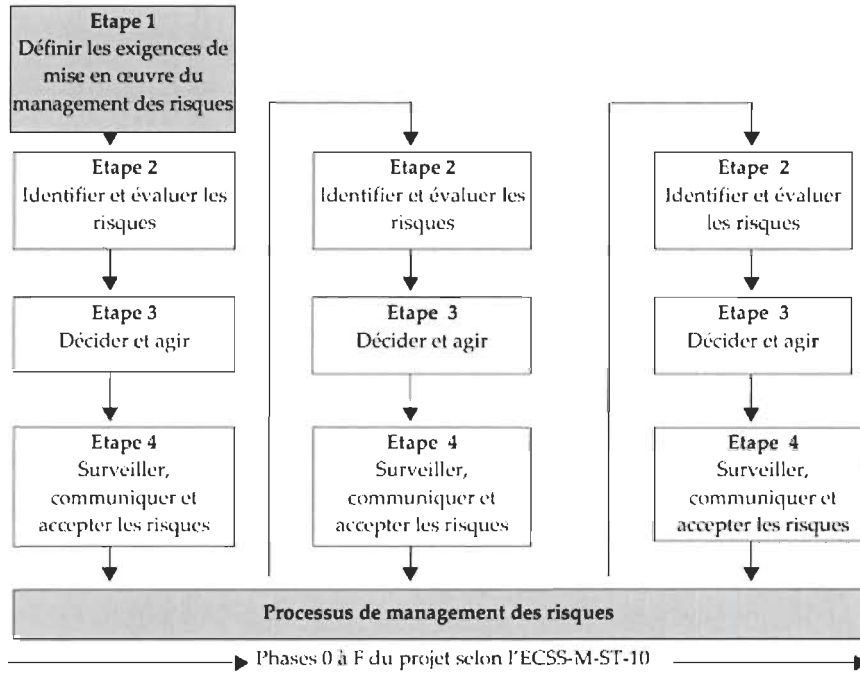 Etape 1
Définir les exigences de
mise en œuvre du
management des risques
Etape 2
Identifier et évaluer les
risques
Etape 3
Décider et agir
Etape 4
Surveiller,
communiquer et
accepter les risques
Etape 2
Identifier et évaluer les
risques
Etape 3
Décider et agir
Etape 4
Surveiller,
communiquer et
accepter les risques
Etape 2
Identifier et évaluer
les risques
Etape 3
Décider et agir
Etape 4
Surveiller,
communiquer et
accepter les risques
Processus de management des risques
Phases 0 à F du projet selon l'ECSS-M-ST-10